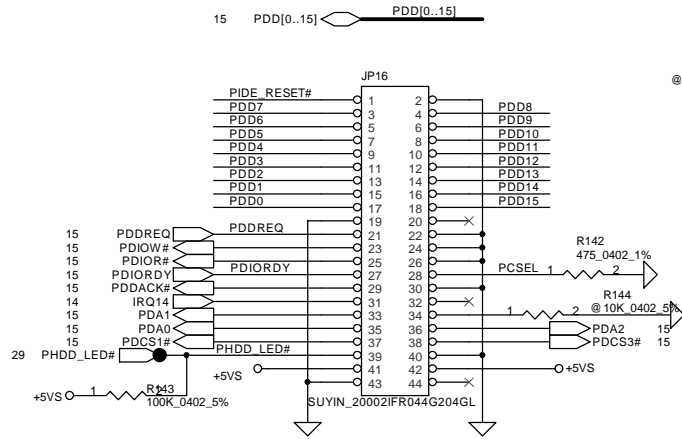 15 PDD[0..15] PDD[0..15]
@
JP16
PIDE_RESET# 1 2
PDD7 3 4 PDD8
PDD6 5 6 PDD9
PDD5 7 8 PDD10
PDD4 9 10 PDD11
PDD3 11 12 PDD12
PDD2 13 14 PDD13
PDD1 15 16 PDD14
PDD0 17 18 PDD15
19 20
15 PDDREQ PDDREQ 21 22
15 PDIOW# 23 24
15 PDIOR# 25 26
R142
475_0402_1%
15 PDIORDY PDIORDY 27 28 PCSEL 1 2
15 PDDACK# 29 30
14 IRQ14 31 32
R144
@ 10K_0402_5%
15 PDA1 33 34 1 2
15 PDA0 35 36 PDA2 15
15 PDCS1# 37 38 PDCS3# 15
29 PHDD_LED# PHDD_LED# 39 40
+5VS 41 42 +5VS
43 44
+5VS 1 2 R143
100K_0402_5%
SUYIN_20002IFR044G204GL